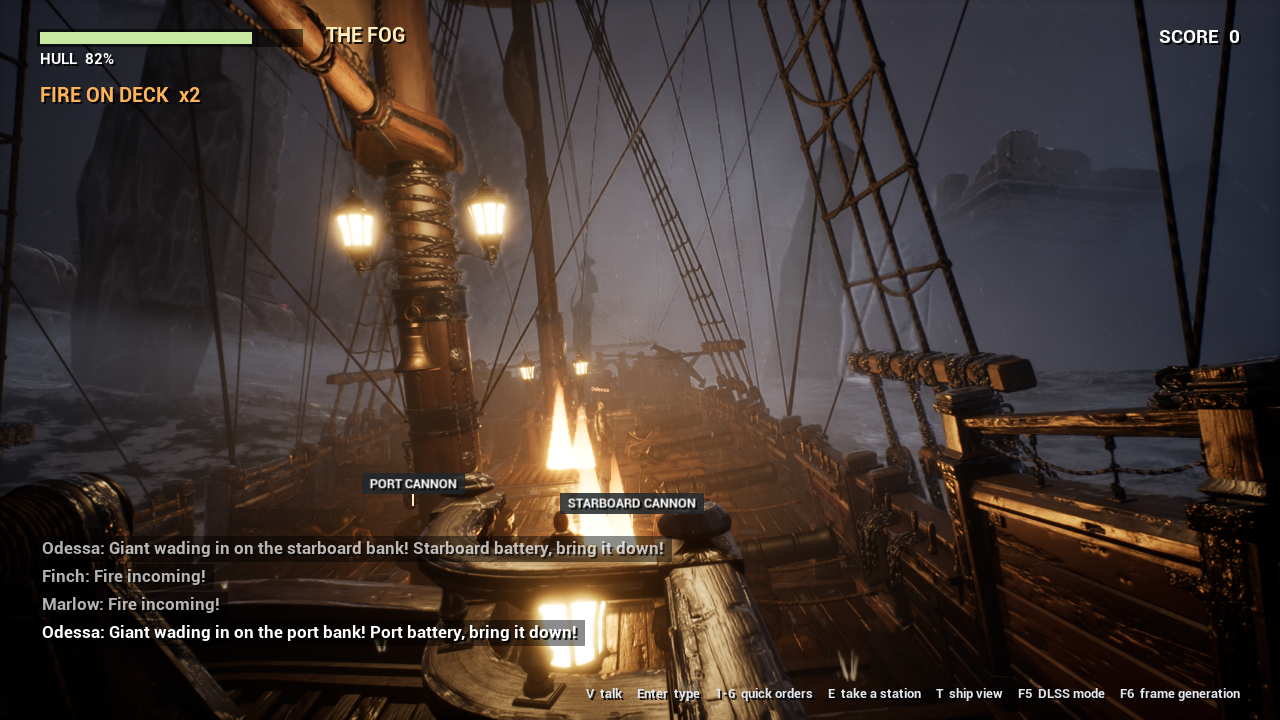 THE FOG
SCORE 0
HULL 82%
FIRE ON DECK x2
Odessa
PORT CANNON
STARBOARD CANNON
Odessa: Giant wading in on the starboard bank! Starboard battery, bring it down!
Finch: Fire incoming!
Marlow: Fire incoming!
Odessa: Giant wading in on the port bank! Port battery, bring it down!
V talk Enter type 1-6 quick orders E take a station T ship view F5 DLSS mode F6 frame generation